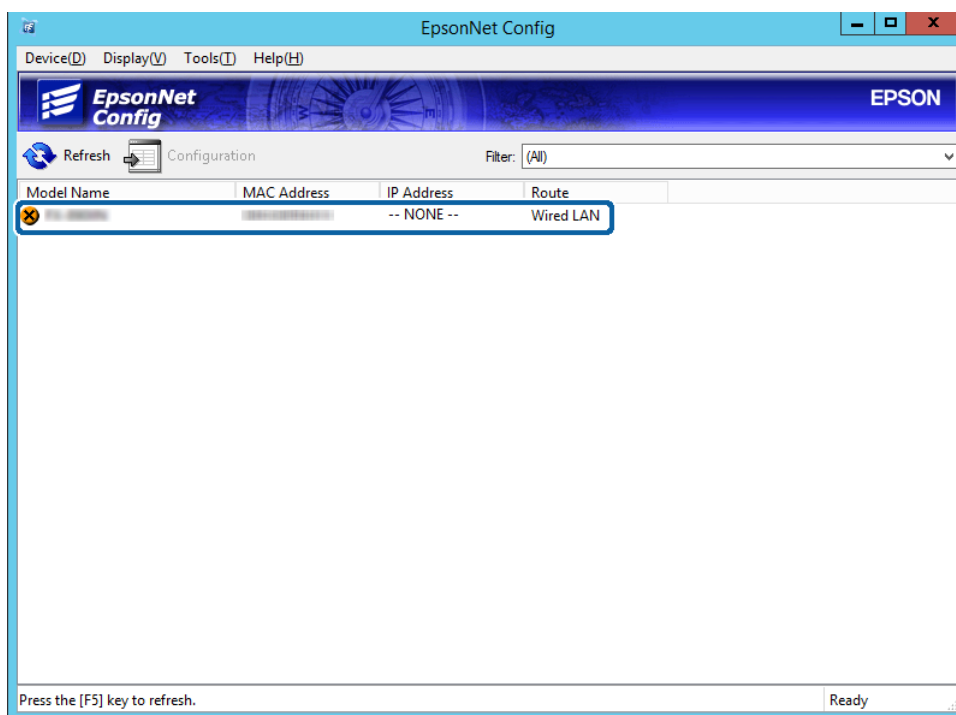 EpsonNet Config
Device(D) Display(V) Tools(T) Help(H)
EpsonNet
Config
EPSON
Refresh Configuration Filter: (All)
Model Name MAC Address IP Address Route
-- NONE -- Wired LAN
Press the [F5] key to refresh. Ready